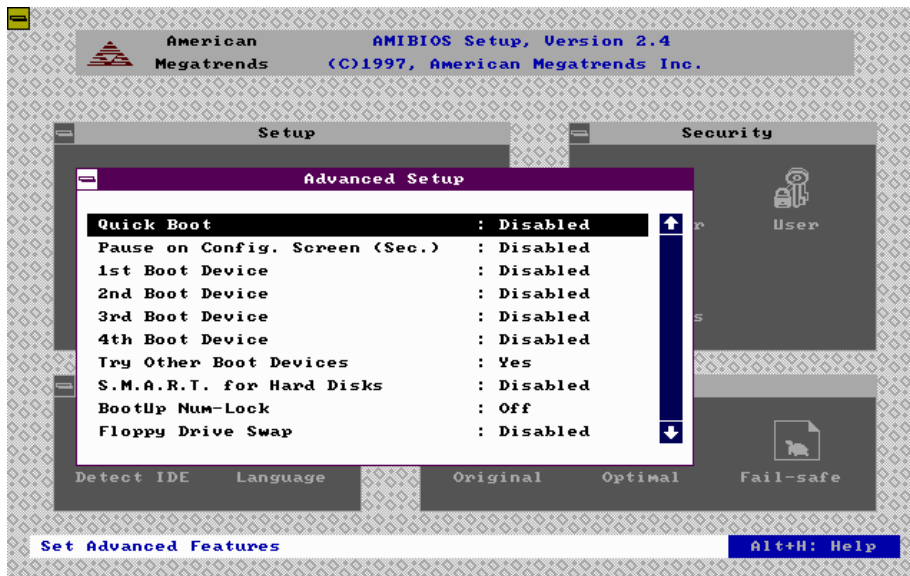 American
Megatrends
AMIBIOS Setup, Version 2.4
(C)1997, American Megatrends Inc.
Setup
Security
Advanced Setup
Quick Boot : Disabled
Pause on Config. Screen (Sec.) : Disabled
1st Boot Device : Disabled
2nd Boot Device : Disabled
3rd Boot Device : Disabled
4th Boot Device : Disabled
Try Other Boot Devices : Yes
S.M.A.R.T. for Hard Disks : Disabled
BootUp Num-Lock : Off
Floppy Drive Swap : Disabled
User
Detect IDE Language Original Optimal Fail-safe
Set Advanced Features Alt+H: Help